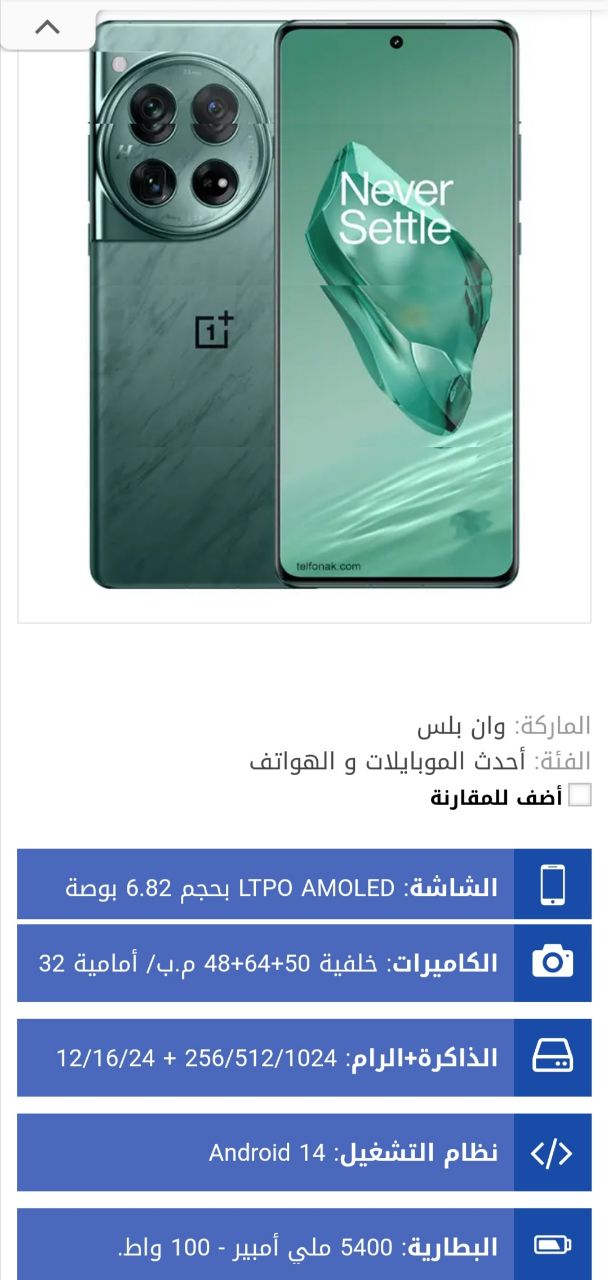 Never
Settle
1+
telfonak.com
الماركة: وان بلس
الفئة: أحدث الموبايلات و الهواتف
أضف للمقارنة
الشاشة: LTPO AMOLED بحجم 6.82 بوصة
الكاميرات: خلفية 50+64+48 م.ب/ أمامية 32
الذاكرة+الرام: 256/512/1024 + 12/16/24
نظام التشغيل: Android 14
البطارية: 5400 ملي أمبير - 100 واط.